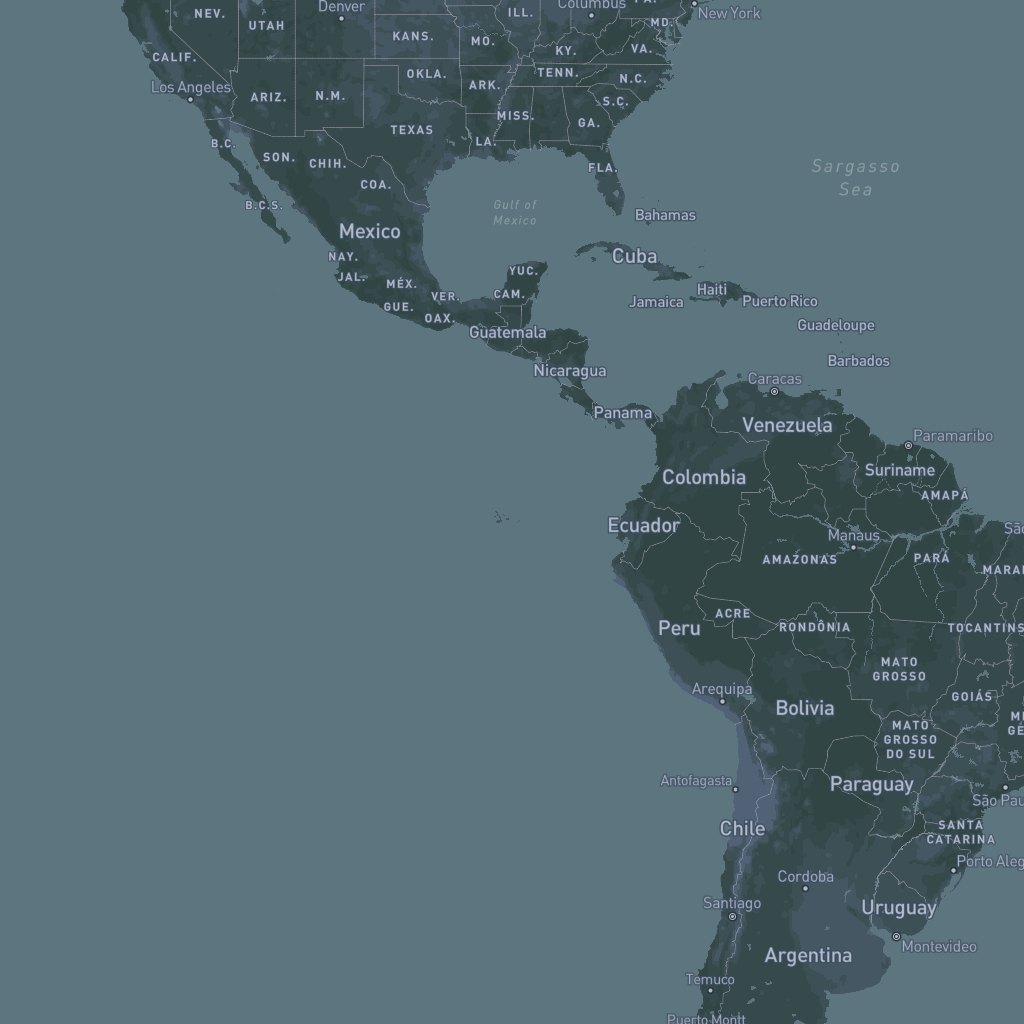 Denver
Columbus
NEV.
UTAH
ILL.
New York
MD.
KANS.
MO.
KY.
VA.
CALIF.
OKLA.
TENN.
N.C.
Los Angeles
ARIZ.
N.M.
ARK.
S.C.
MISS.
GA.
TEXAS
B.C.
LA.
SON.
CHIH.
FLA.
Sargasso
Sea
COA.
B.C.S.
Gulf of
Mexico
Bahamas
Mexico
Cuba
NAY.
YUC.
JAL.
MÉX.
Haiti
VER.
CAM.
Jamaica
Puerto Rico
GUE.
OAX.
Guadeloupe
Guatemala
Barbados
Nicaragua
Caracas
Panama
Venezuela
Paramaribo
Colombia
Suriname
AMAPÁ
Ecuador
Manaus
AMAZONAS
PARÁ
ACRE
Peru
RONDÔNIA
TOCANTINS
MATO
GROSSO
Arequipa
GOIÁS
Bolivia
MATO
GROSSO
DO SUL
Antofagasta
Paraguay
São Pau
Chile
SANTA
CATARINA
Porto Aleg
Cordoba
Santiago
Uruguay
Montevideo
Argentina
Temuco
Puerto Montt